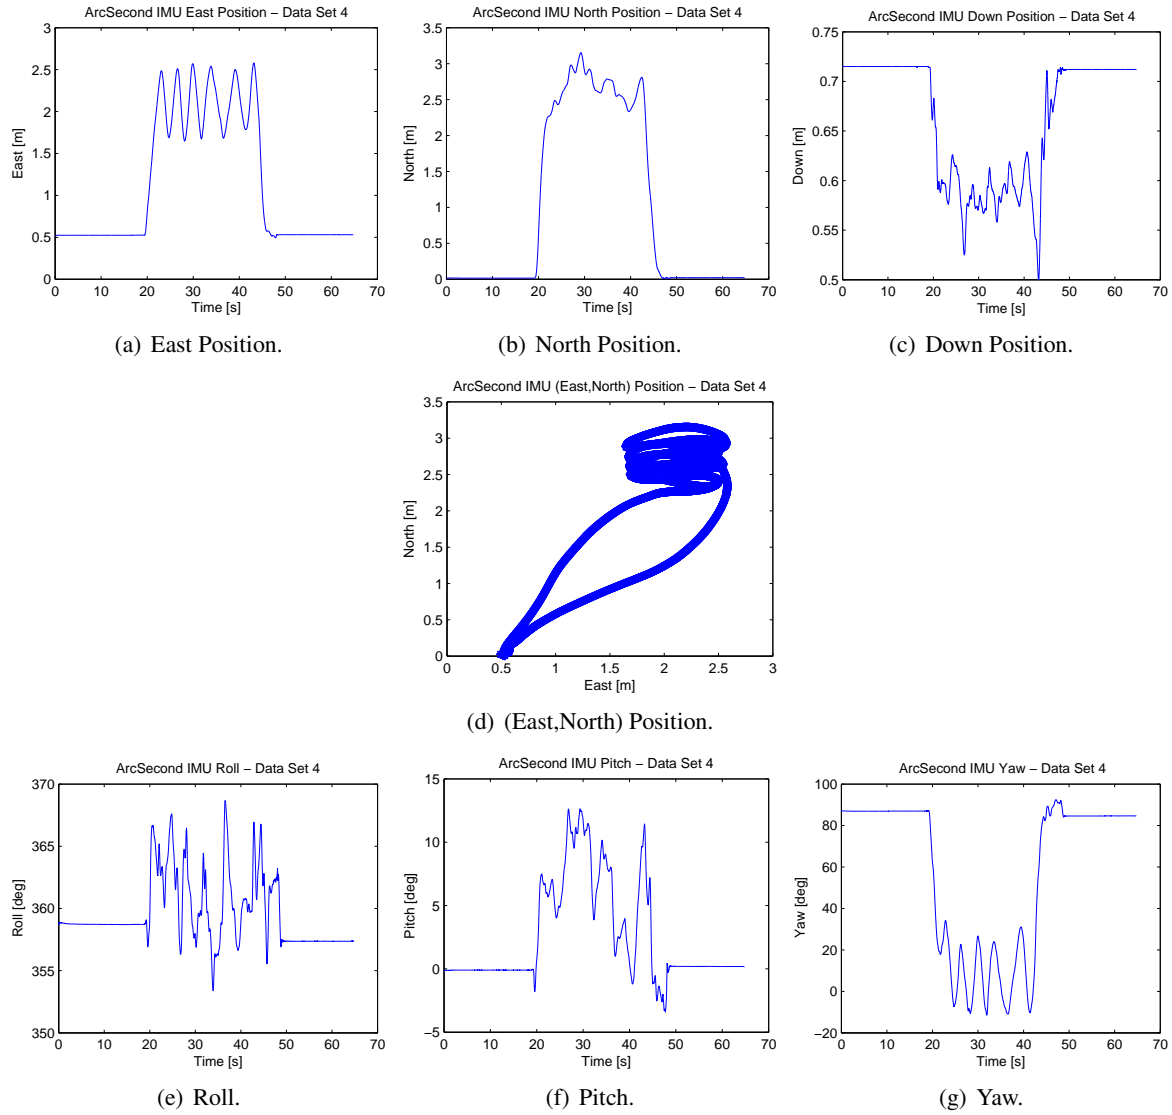 ArcSecond IMU East Position – Data Set 4
3
2.5
2
1.5
1
0.5
0
East [m]
0 10 20 30 40 50 60 70
Time [s]
(a) East Position.
ArcSecond IMU North Position – Data Set 4
3.5
3
2.5
2
1.5
1
0.5
0
North [m]
0 10 20 30 40 50 60 70
Time [s]
(b) North Position.
ArcSecond IMU Down Position – Data Set 4
0.75
0.7
0.65
0.6
0.55
0.5
Down [m]
0 10 20 30 40 50 60 70
Time [s]
(c) Down Position.
ArcSecond IMU (East,North) Position – Data Set 4
3.5
3
2.5
2
1.5
1
0.5
0
North [m]
0 0.5 1 1.5 2 2.5 3
East [m]
(d) (East,North) Position.
ArcSecond IMU Roll – Data Set 4
370
365
360
355
350
Roll [deg]
0 10 20 30 40 50 60 70
Time [s]
(e) Roll.
ArcSecond IMU Pitch – Data Set 4
15
10
5
0
–5
Pitch [deg]
0 10 20 30 40 50 60 70
Time [s]
(f) Pitch.
ArcSecond IMU Yaw – Data Set 4
100
80
60
40
20
0
–20
Yaw [deg]
0 10 20 30 40 50 60 70
Time [s]
(g) Yaw.